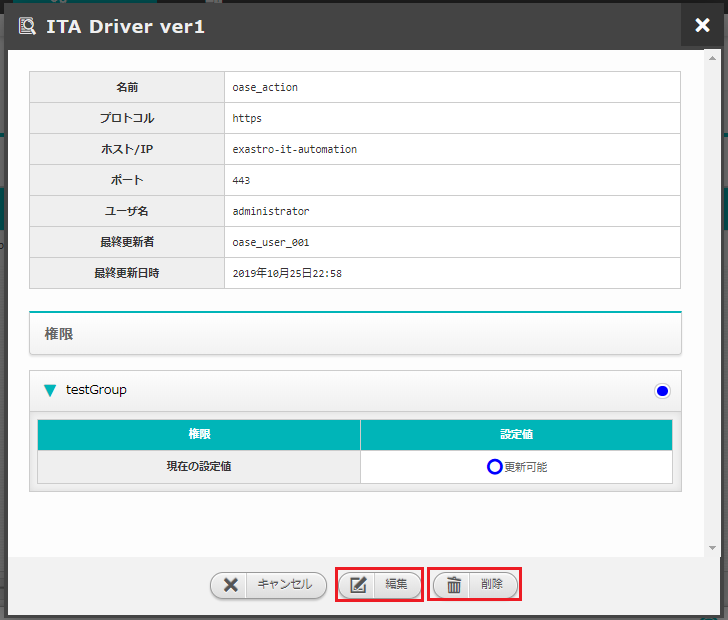 ITA Driver ver1
名前 oase_action
プロトコル https
ホスト/IP exastro-it-automation
ポート 443
ユーザ名 administrator
最終更新者 oase_user_001
最終更新日時 2019年10月25日22:58
権限
testGroup
権限 設定値
現在の設定値 更新可能
キャンセル 編集 削除